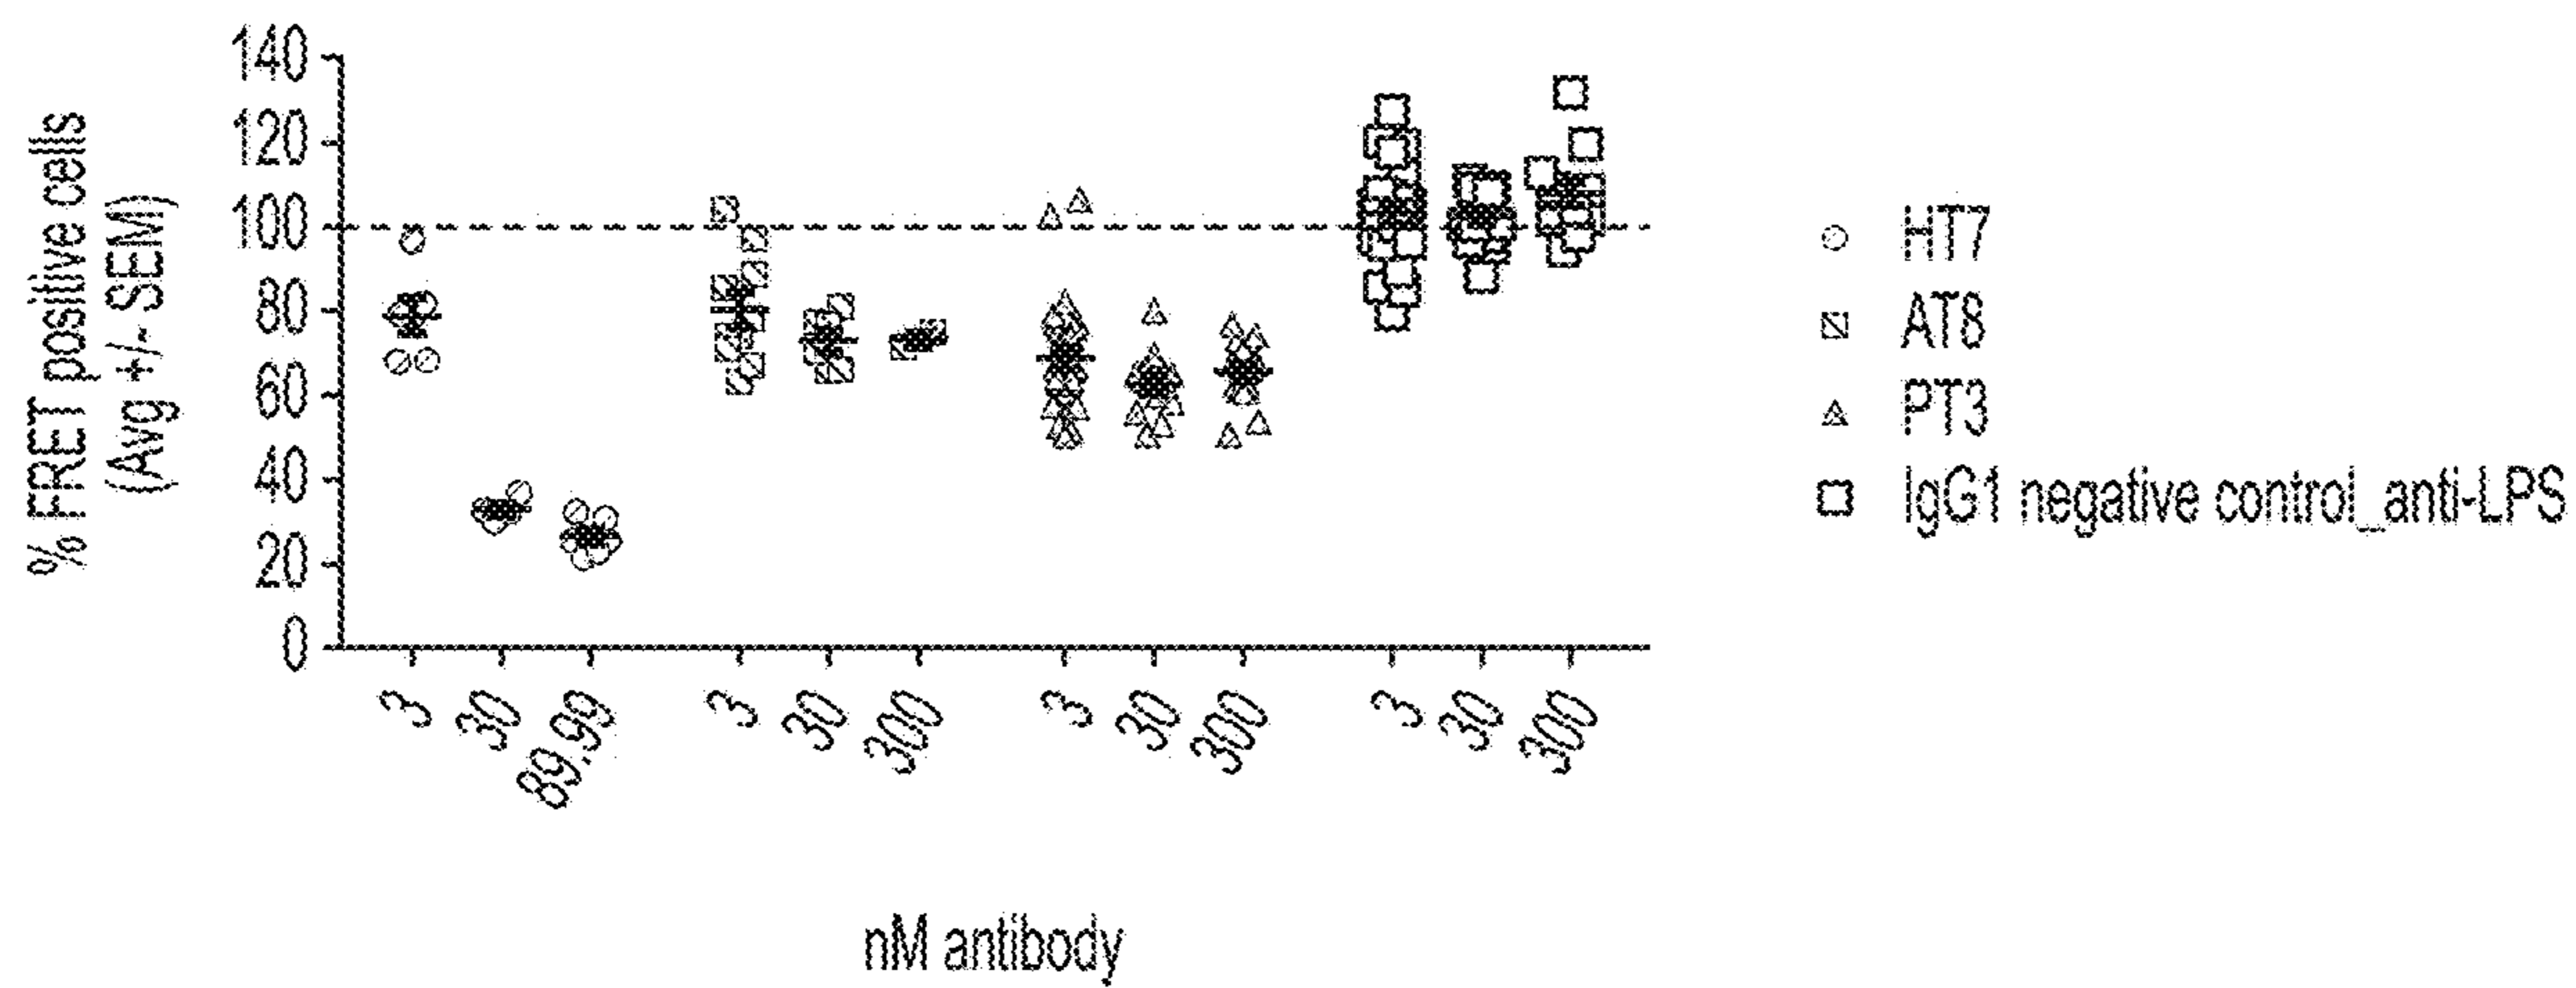 % FRET positive cells
(Avg +/- SEM)
140
120
100
80
60
40
20
0
3
30
89.99
3
30
300
3
30
300
3
30
300
nM antibody
HT7
AT8
PT3
IgG1 negative control_anti-LPS